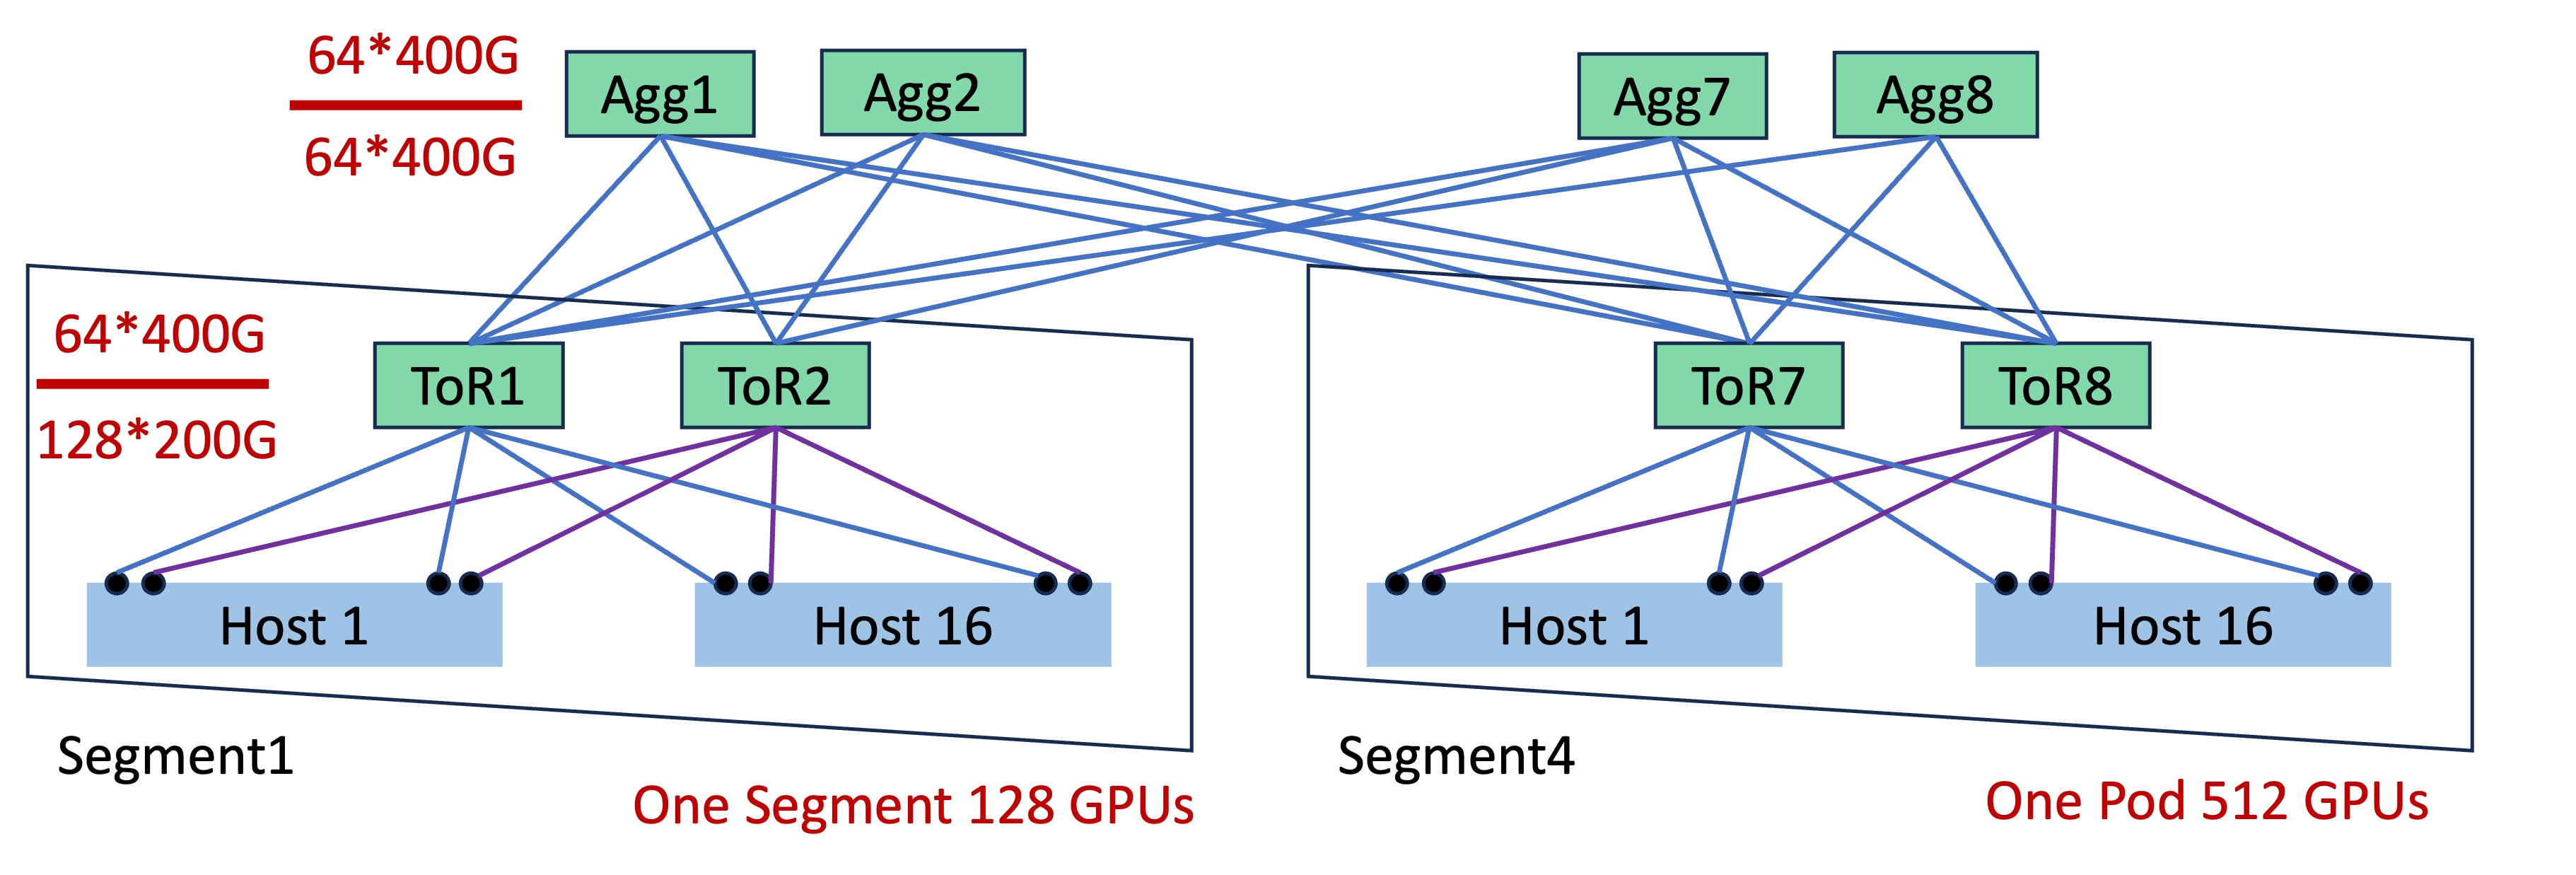 64*400G
64*400G
Agg1
Agg2
Agg7
Agg8
64*400G
128*200G
ToR1
ToR2
ToR7
ToR8
Host 1
Host 16
Host 1
Host 16
Segment1
Segment4
One Segment 128 GPUs
One Pod 512 GPUs